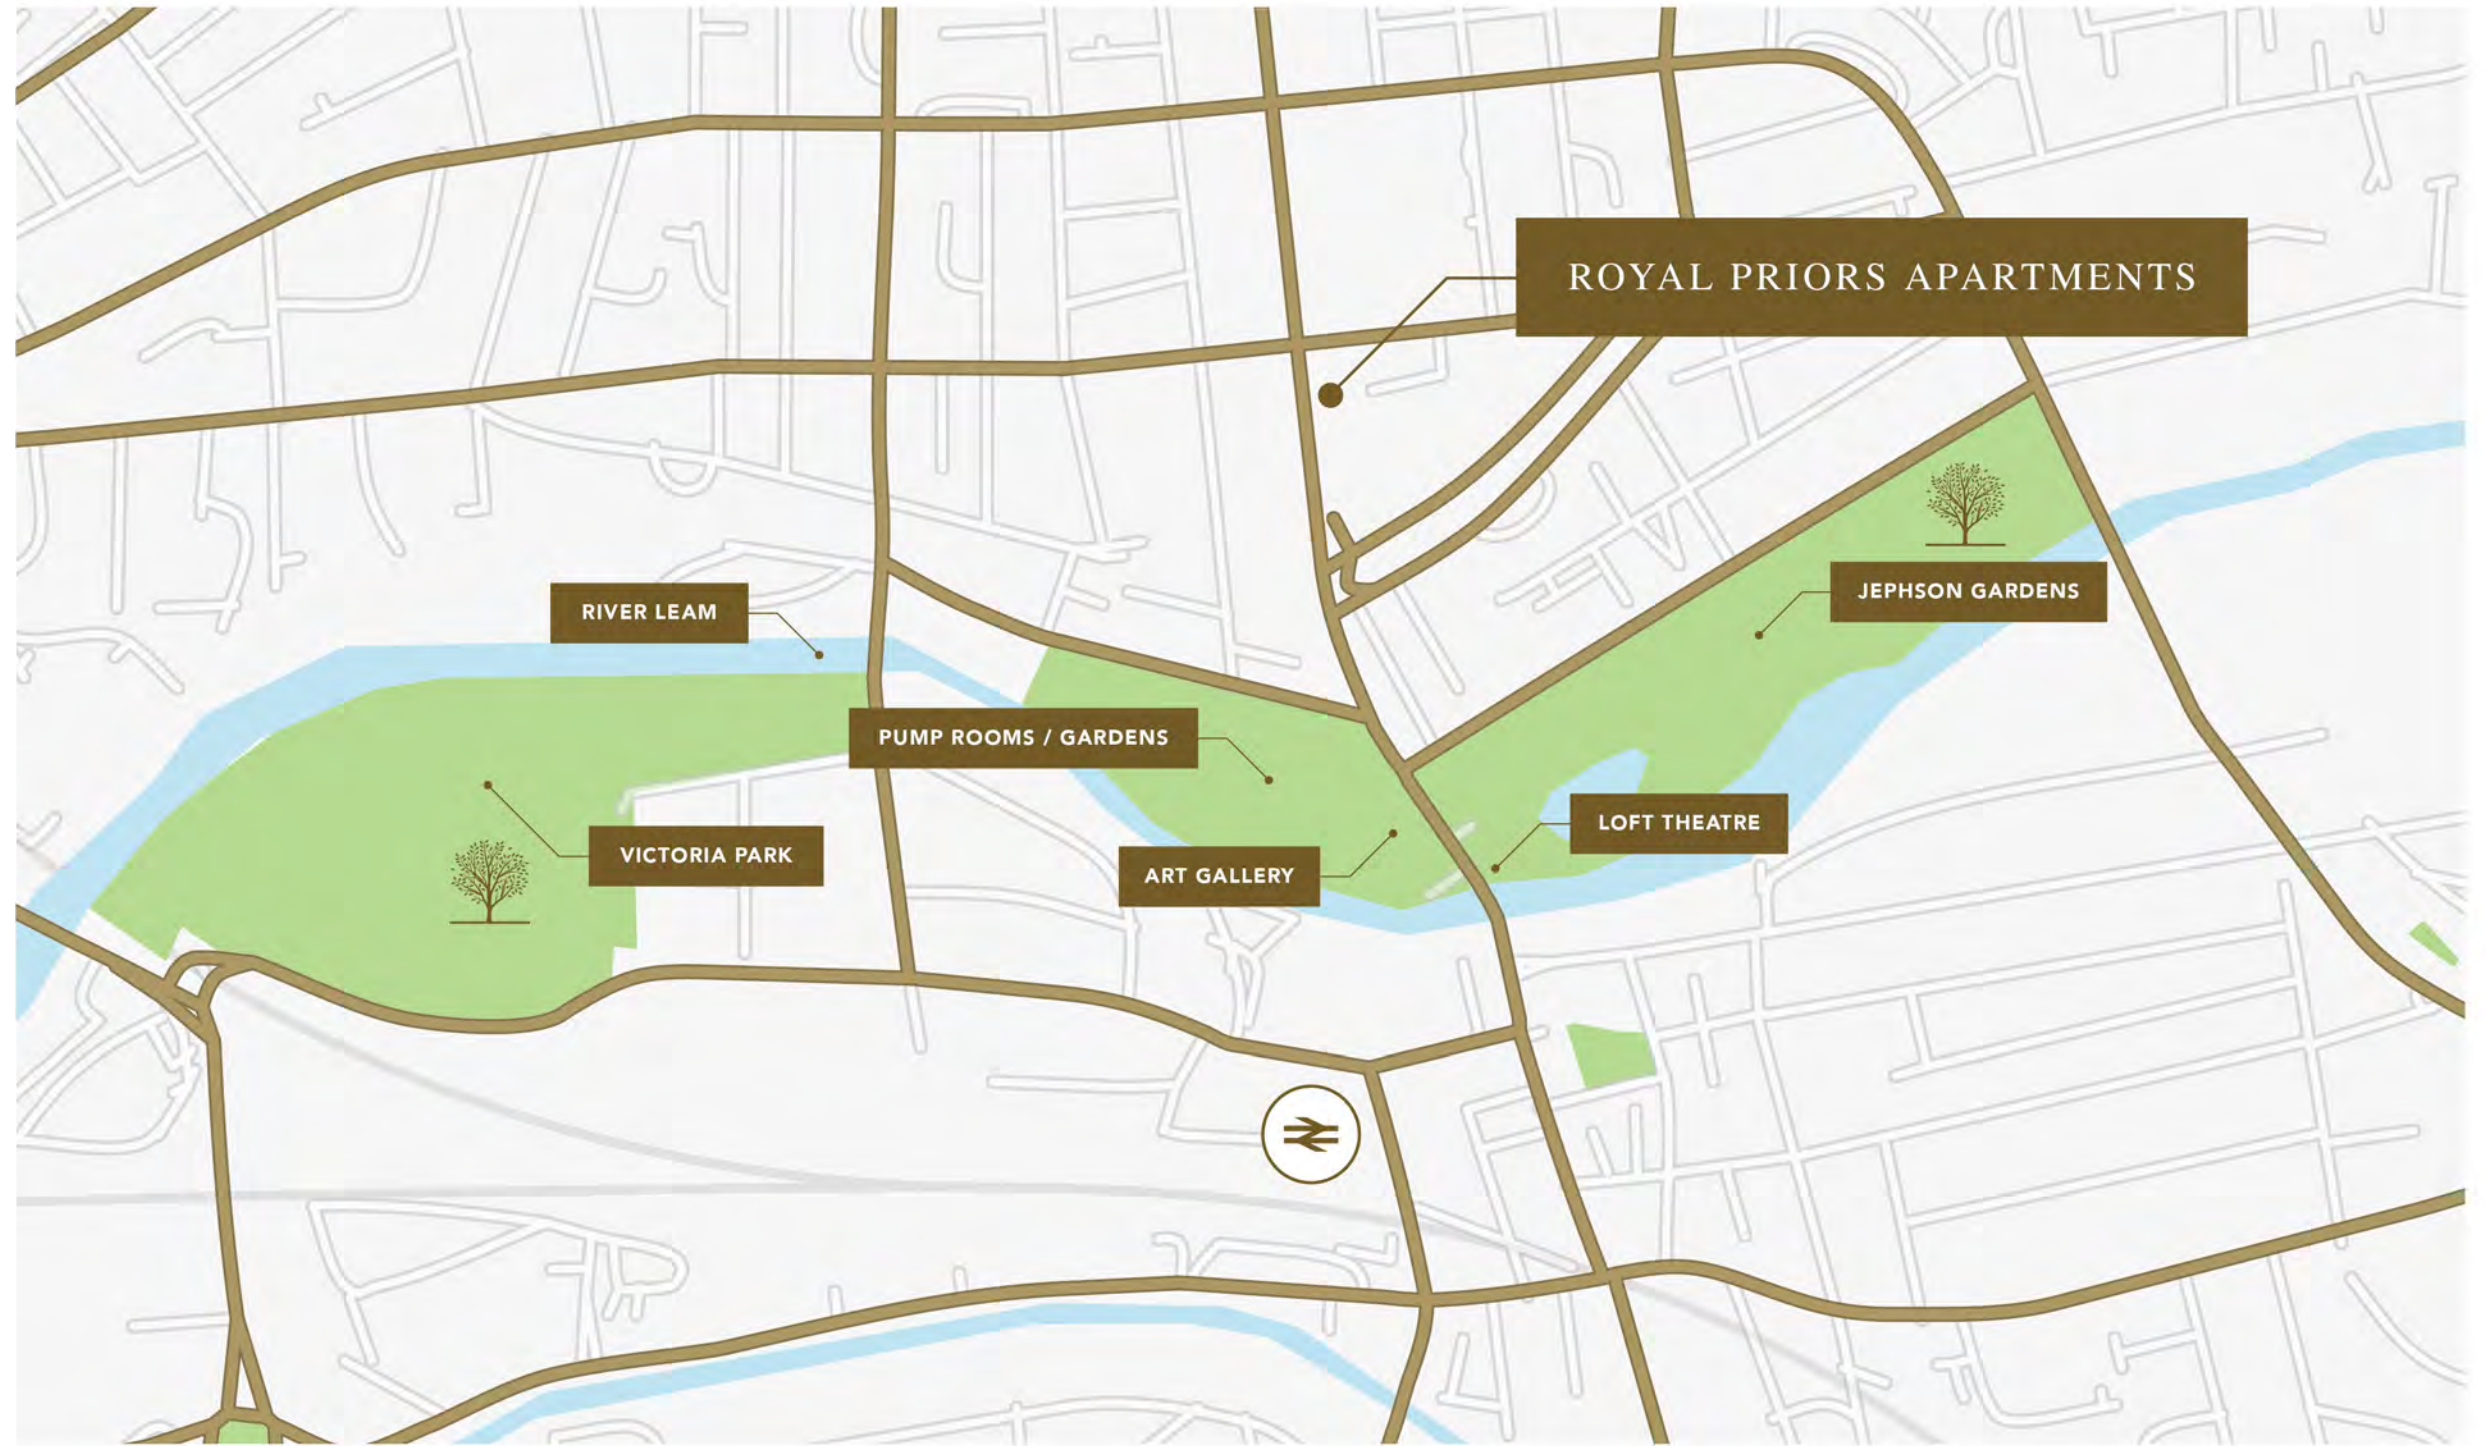 ROYAL PRIORS APARTMENTS
JEPHSON GARDENS
RIVER LEAM
PUMP ROOMS / GARDENS
LOFT THEATRE
VICTORIA PARK
ART GALLERY